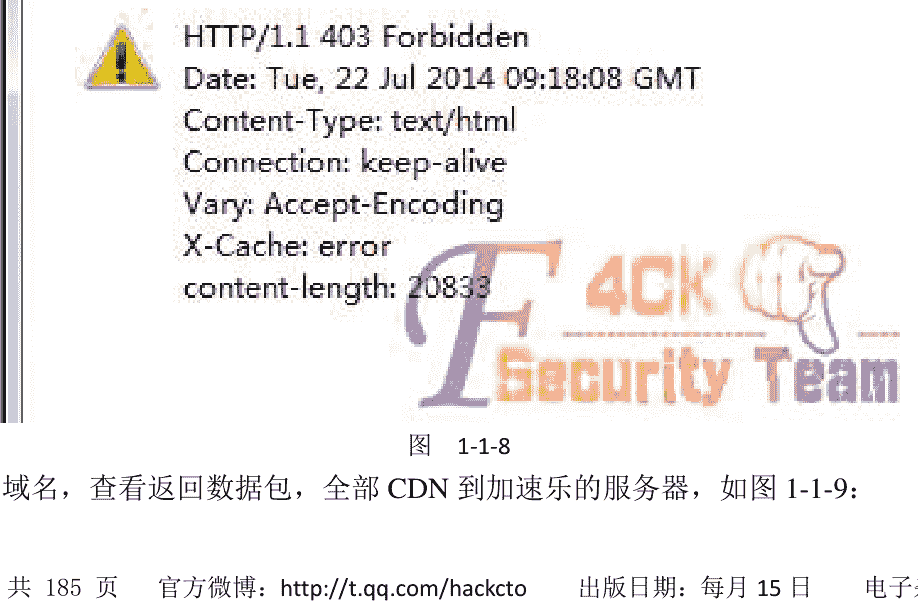 HTTP/1.1 403 Forbidden
Date: Tue, 22 Jul 2014 09:18:08 GMT
Content-Type: text/html
Connection: keep-alive
Vary: Accept-Encoding
X-Cache: error
content-length: 20833
F4CK
Security Team
图 1-1-8
域名，查看返回数据包，全部 CDN 到加速乐的服务器，如图 1-1-9：
共 185 页 官方微博：http://t.qq.com/hackcto 出版日期：每月 15 日 电子